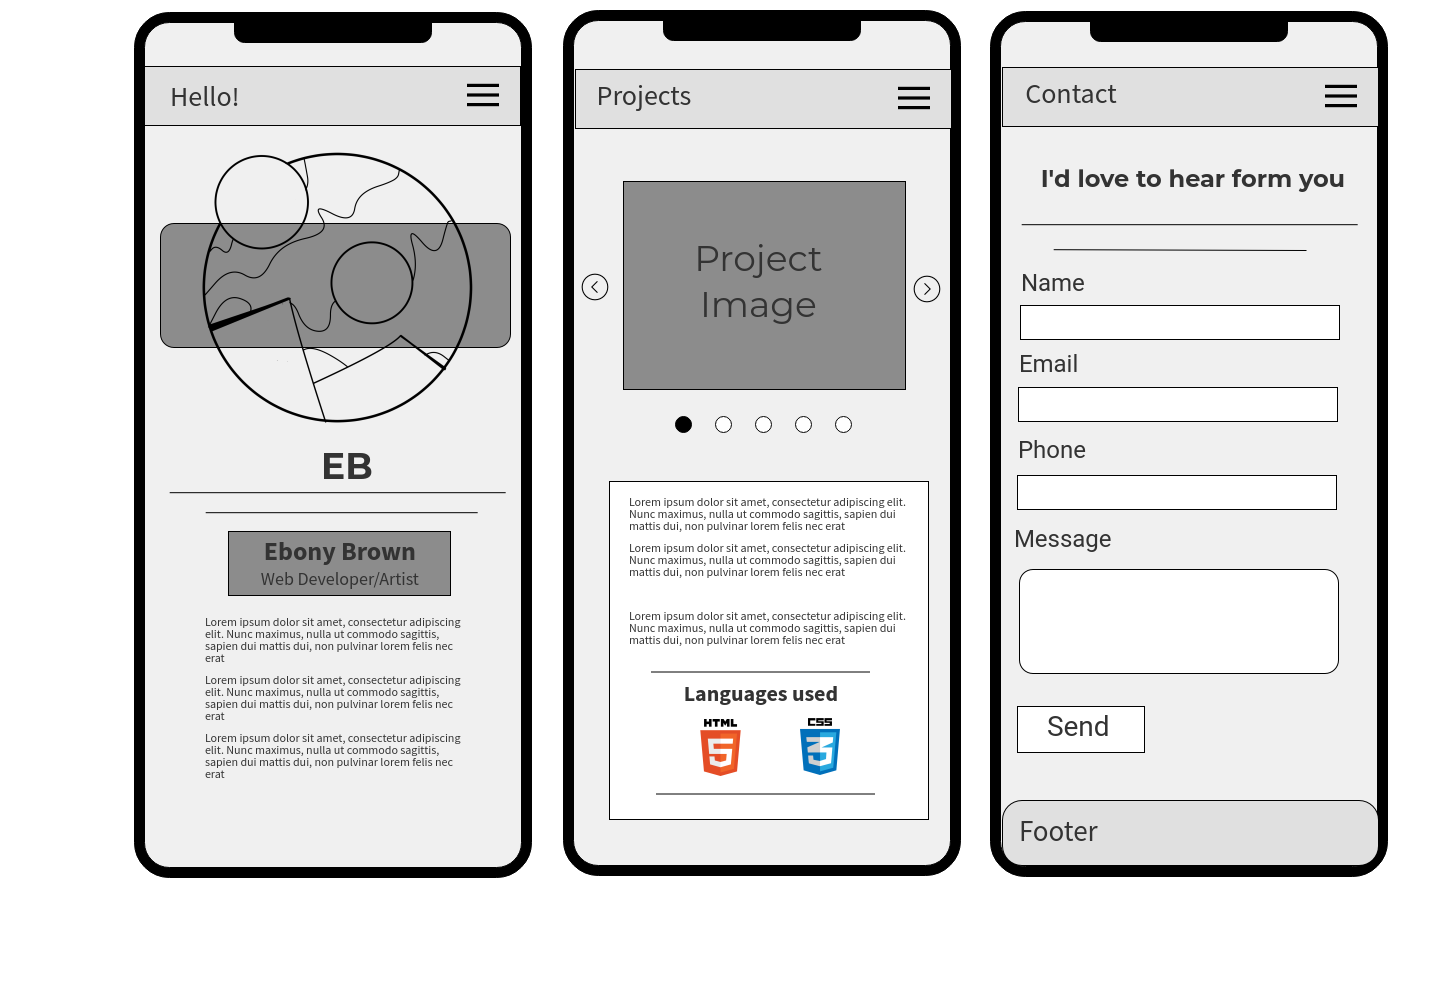 Hello!
EB
Ebony Brown
Web Developer/Artist
Lorem ipsum dolor sit amet, consectetur adipiscing
elit. Nunc maximus, nulla ut commodo sagittis,
sapien dui mattis dui, non pulvinar lorem felis nec
erat
Lorem ipsum dolor sit amet, consectetur adipiscing
elit. Nunc maximus, nulla ut commodo sagittis,
sapien dui mattis dui, non pulvinar lorem felis nec
erat
Lorem ipsum dolor sit amet, consectetur adipiscing
elit. Nunc maximus, nulla ut commodo sagittis,
sapien dui mattis dui, non pulvinar lorem felis nec
erat
Projects
Project
Image
Lorem ipsum dolor sit amet, consectetur adipiscing elit.
Nunc maximus, nulla ut commodo sagittis, sapien dui
mattis dui, non pulvinar lorem felis nec erat
Lorem ipsum dolor sit amet, consectetur adipiscing elit.
Nunc maximus, nulla ut commodo sagittis, sapien dui
mattis dui, non pulvinar lorem felis nec erat
Lorem ipsum dolor sit amet, consectetur adipiscing elit.
Nunc maximus, nulla ut commodo sagittis, sapien dui
mattis dui, non pulvinar lorem felis nec erat
Languages used
HTML CSS
5 3
Contact
I'd love to hear form you
Name
Email
Phone
Message
Send
Footer